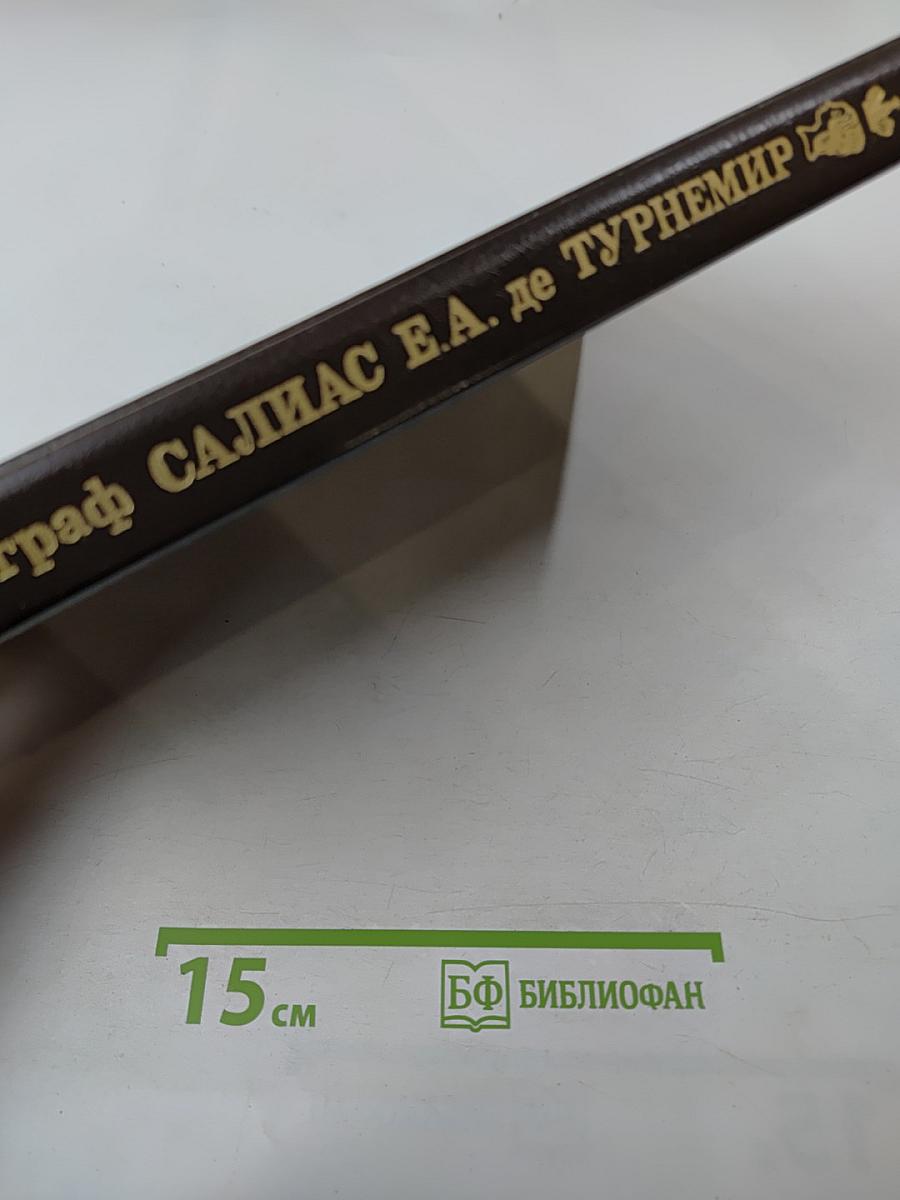 граф САЛИАС Е.А. де ТУРНЕМИР
15 см
БФ БИБЛИОФАН